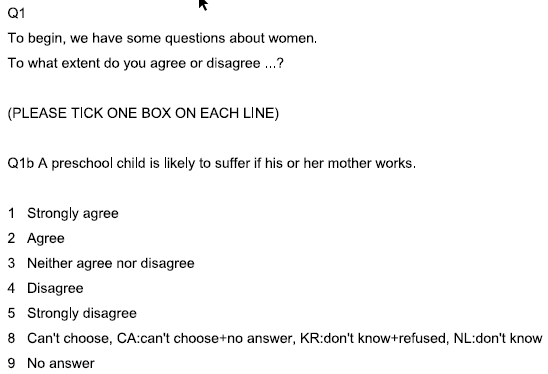 Q1
To begin, we have some questions about women.
To what extent do you agree or disagree ...?
(PLEASE TICK ONE BOX ON EACH LINE)
Q1b A preschool child is likely to suffer if his or her mother works.
1 Strongly agree
2 Agree
3 Neither agree nor disagree
4 Disagree
5 Strongly disagree
8 Can't choose, CA:can't choose+no answer, KR:don't know+refused, NL:don't know
9 No answer